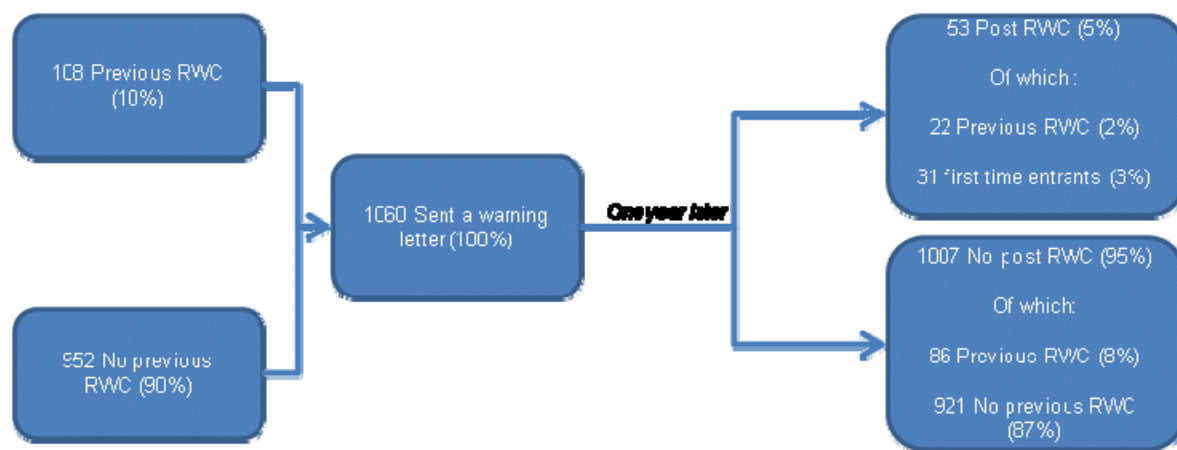 108 Previous RWC
(10%)
952 No previous
RWC (90%)
1060 Sent a warning
letter (100%)
One year later
53 Post RWC (5%)
Of which:
22 Previous RWC (2%)
31 first time entrants (3%)
1007 No post RWC (95%)
Of which:
86 Previous RWC (8%)
921 No previous RWC
(87%)